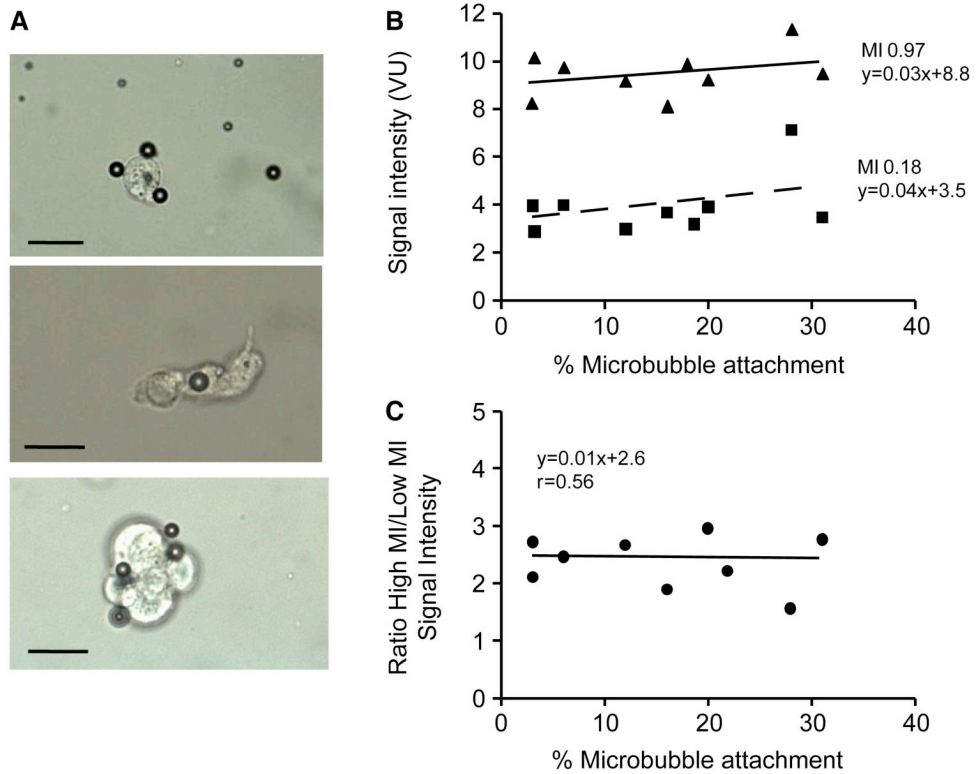 A
B
Signal intensity (VU)
12
10
8
6
4
2
0
MI 0.97
y=0.03x+8.8
MI 0.18
y=0.04x+3.5
0
10
20
30
40
% Microbubble attachment
C
Ratio High MI/Low MI
Signal Intensity
5
4
3
2
1
0
y=0.01x+2.6
r=0.56
0
10
20
30
40
% Microbubble attachment